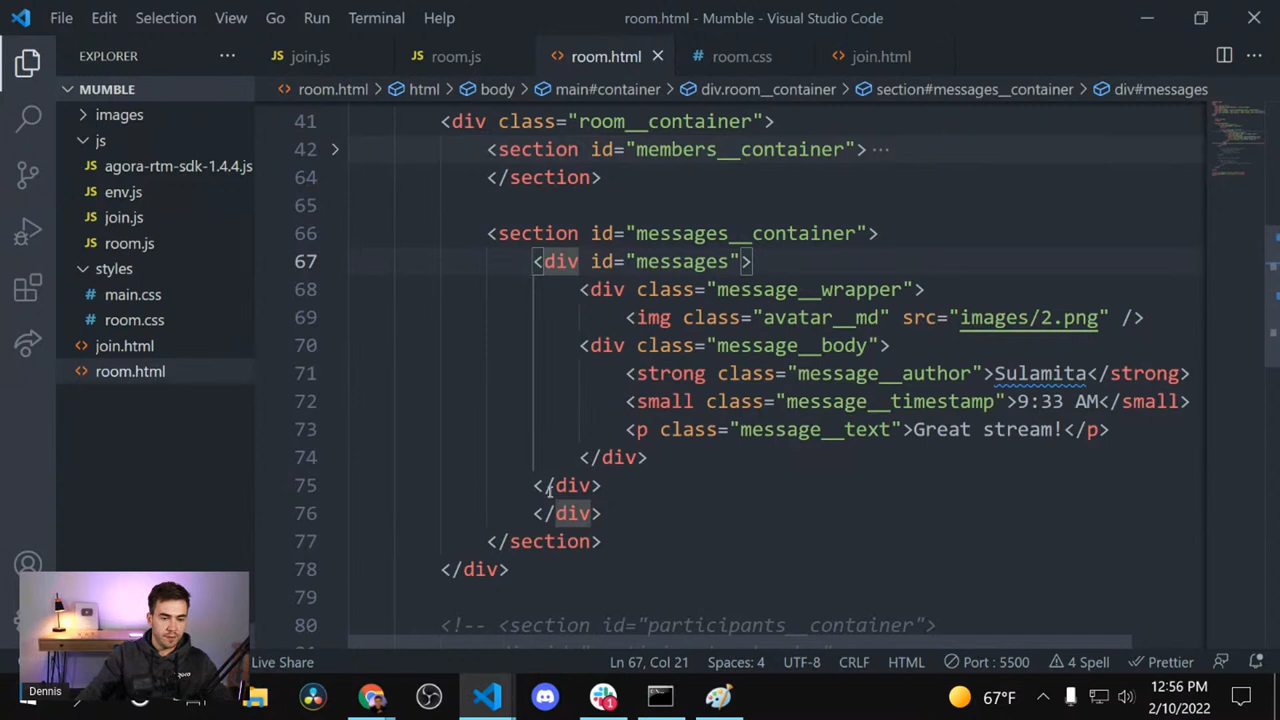 File Edit Selection View Go Run Terminal Help
room.html - Mumble - Visual Studio Code
EXPLORER
JS join.js
JS room.js
<> room.html
# room.css
<> join.html
MUMBLE
images
js
JS agora-rtm-sdk-1.4.4.js
JS env.js
JS join.js
JS room.js
styles
# main.css
# room.css
<> join.html
<> room.html
<> room.html > html > body > main#container > div.room__container > section#messages__container > div#messages
41 <div class="room__container">
42 <section id="members__container">
64 </section>
65
66 <section id="messages__container">
67 <div id="messages">
68 <div class="message__wrapper">
69 <img class="avatar__md" src="images/2.png" />
70 <div class="message__body">
71 <strong class="message__author">Sulamita</strong>
72 <small class="message__timestamp">9:33 AM</small>
73 <p class="message__text">Great stream!</p>
74 </div>
75 </div>
76 </div>
77 </section>
78 </div>
79
80 <!-- <section id="participants__container">
Dennis
Live Share
Ln 67, Col 21 Spaces: 4 UTF-8 CRLF HTML Port : 5500 4 Spell Prettier
67°F
12:56 PM
2/10/2022